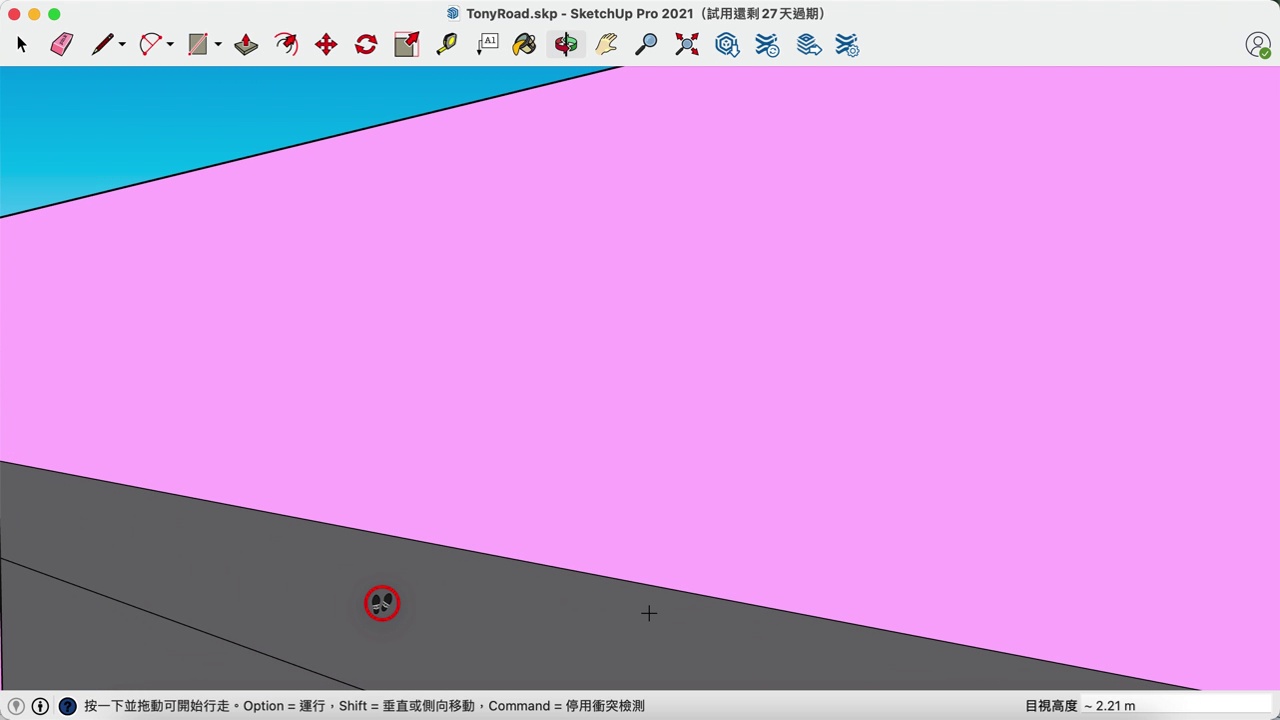 TonyRoad.skp - SketchUp Pro 2021（試用還剩 27 天過期）
A1
按一下並拖動可開始行走。Option = 運行，Shift = 垂直或側向移動，Command = 停用衝突檢測
目視高度 ~ 2.21 m